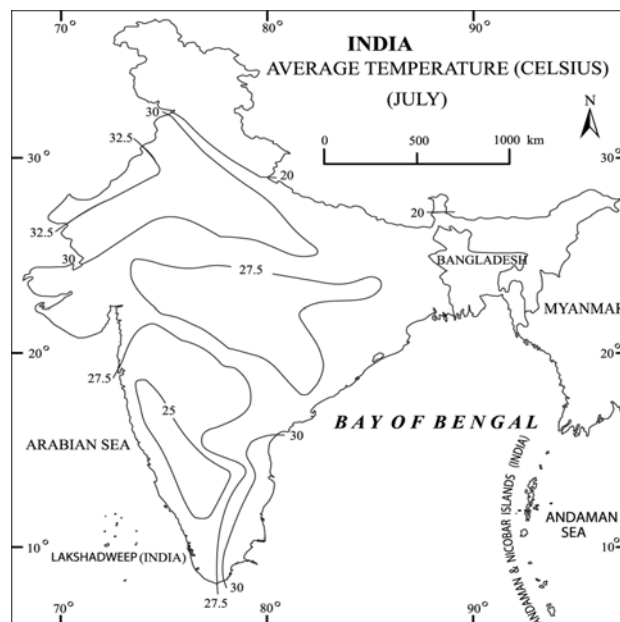 70° 80° 90°
INDIA
AVERAGE TEMPERATURE (CELSIUS)
(JULY)
N
0 500 1000 km
30
32.5
30° 30°
20
20
32.5
30
27.5
BANGLADESH
MYANMAR
20° 20°
27.5
25
BAY OF BENGAL
30
ARABIAN SEA
ANDAMAN & NICOBAR ISLANDS (INDIA)
ANDAMAN
SEA
LAKSHADWEEP (INDIA)
10° 10°
30
27.5
70° 80° 90°